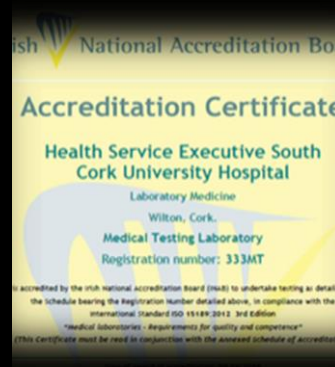 ish National Accreditation Bo
Accreditation Certificate
Health Service Executive South
Cork University Hospital
Laboratory Medicine
Wilton, Cork.
Medical Testing Laboratory
Registration number: 333MT
is accredited by the Irish National Accreditation Board (INAB) to undertake testing as detail
the Schedule bearing the Registration Number detailed above, in compliance with the
International Standard ISO 15189:2012 3rd Edition
"Medical laboratories - Requirements for quality and competence"
(This Certificate must be read in conjunction with the annexed schedule of accreditat